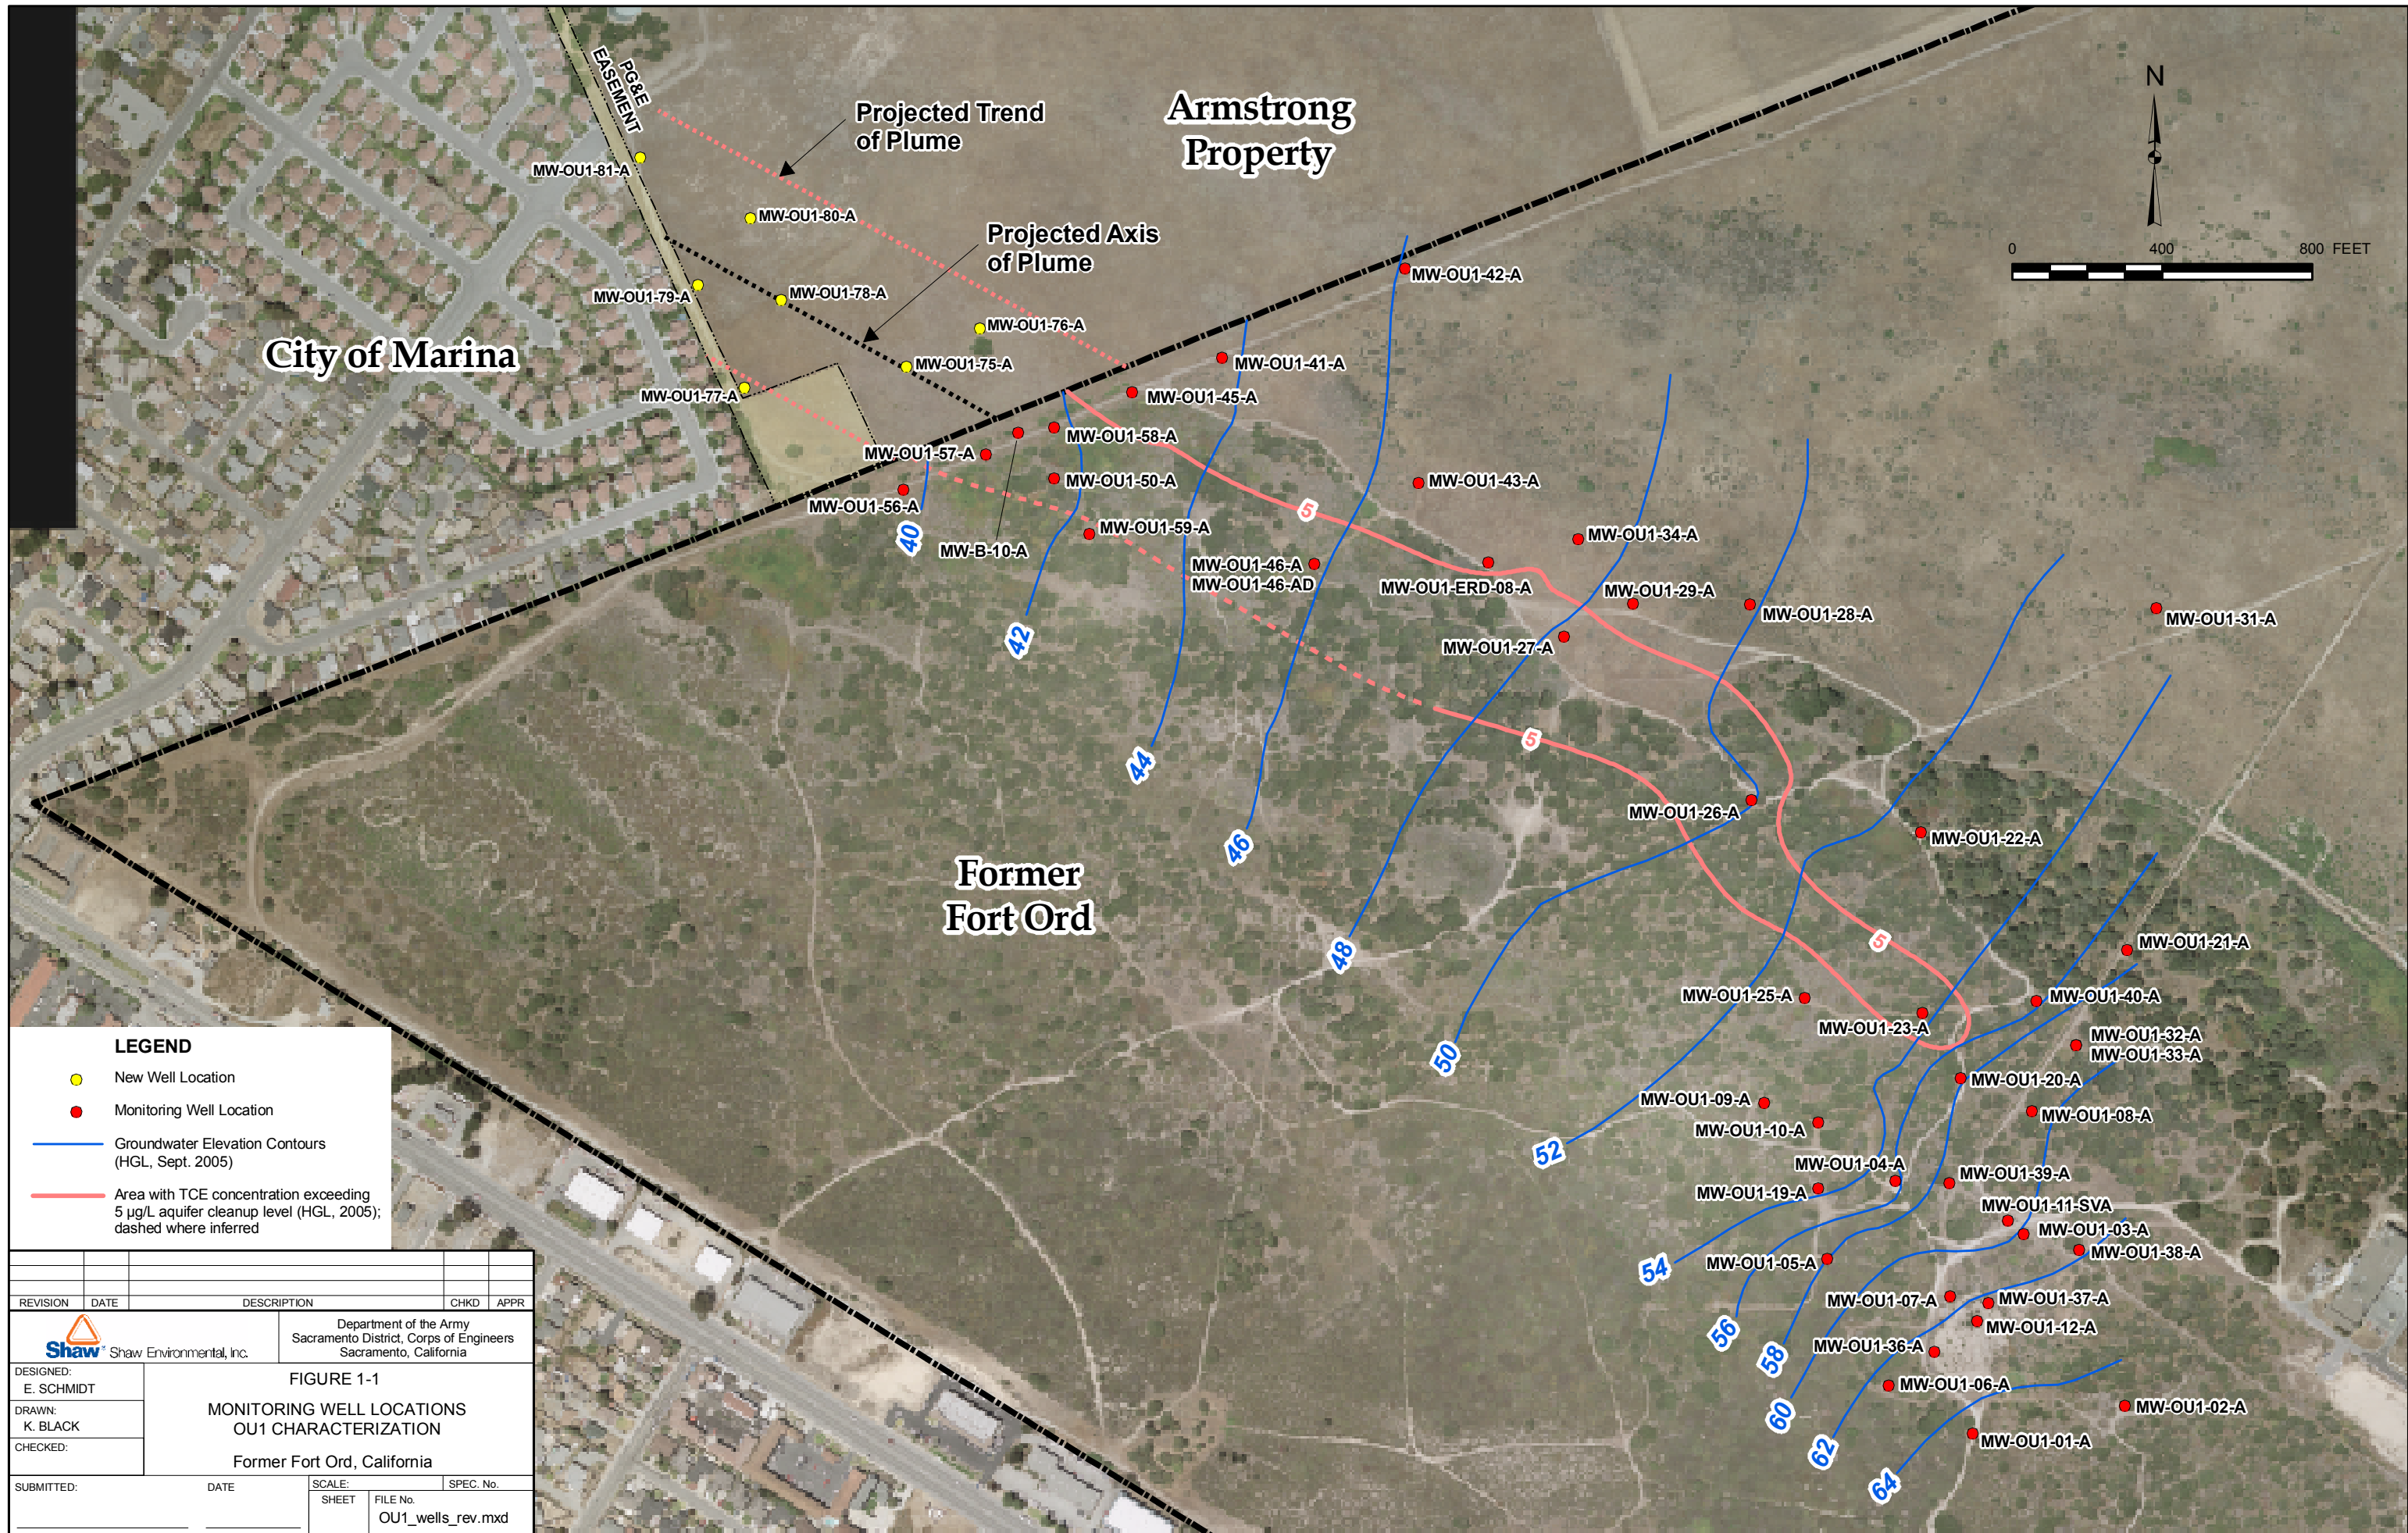 PG&E
EASEMENT
Projected Trend
of Plume
Armstrong
Property
N
0 400 800 FEET
MW-OU1-81-A
MW-OU1-80-A
Projected Axis
of Plume
MW-OU1-42-A
MW-OU1-79-A
MW-OU1-78-A
MW-OU1-76-A
City of Marina
MW-OU1-75-A
MW-OU1-41-A
MW-OU1-77-A
MW-OU1-45-A
MW-OU1-58-A
MW-OU1-57-A
MW-OU1-50-A
MW-OU1-43-A
MW-OU1-56-A
5
40
MW-OU1-59-A
MW-OU1-34-A
MW-B-10-A
MW-OU1-46-A
MW-OU1-46-AD
MW-OU1-ERD-08-A
MW-OU1-29-A
MW-OU1-28-A
MW-OU1-31-A
42
MW-OU1-27-A
5
44
MW-OU1-26-A
MW-OU1-22-A
46
Former
Fort Ord
48
5
MW-OU1-21-A
MW-OU1-25-A
MW-OU1-40-A
MW-OU1-23-A
MW-OU1-32-A
MW-OU1-33-A
50
MW-OU1-20-A
MW-OU1-09-A
MW-OU1-08-A
MW-OU1-10-A
52
MW-OU1-04-A
MW-OU1-39-A
MW-OU1-19-A
MW-OU1-11-SVA
MW-OU1-03-A
MW-OU1-38-A
MW-OU1-05-A
54
MW-OU1-07-A
MW-OU1-37-A
MW-OU1-12-A
56
MW-OU1-36-A
58
MW-OU1-06-A
MW-OU1-02-A
60
MW-OU1-01-A
62
64
LEGEND
New Well Location
Monitoring Well Location
Groundwater Elevation Contours
(HGL, Sept. 2005)
Area with TCE concentration exceeding
5 µg/L aquifer cleanup level (HGL, 2005);
dashed where inferred
REVISION DATE DESCRIPTION CHKD APPR
Shaw Shaw Environmental, Inc.
Department of the Army
Sacramento District, Corps of Engineers
Sacramento, California
DESIGNED:
E. SCHMIDT
DRAWN:
K. BLACK
CHECKED:
FIGURE 1-1
MONITORING WELL LOCATIONS
OU1 CHARACTERIZATION
Former Fort Ord, California
SUBMITTED: DATE
SCALE: SPEC. No.
SHEET FILE No.
OU1_wells_rev.mxd